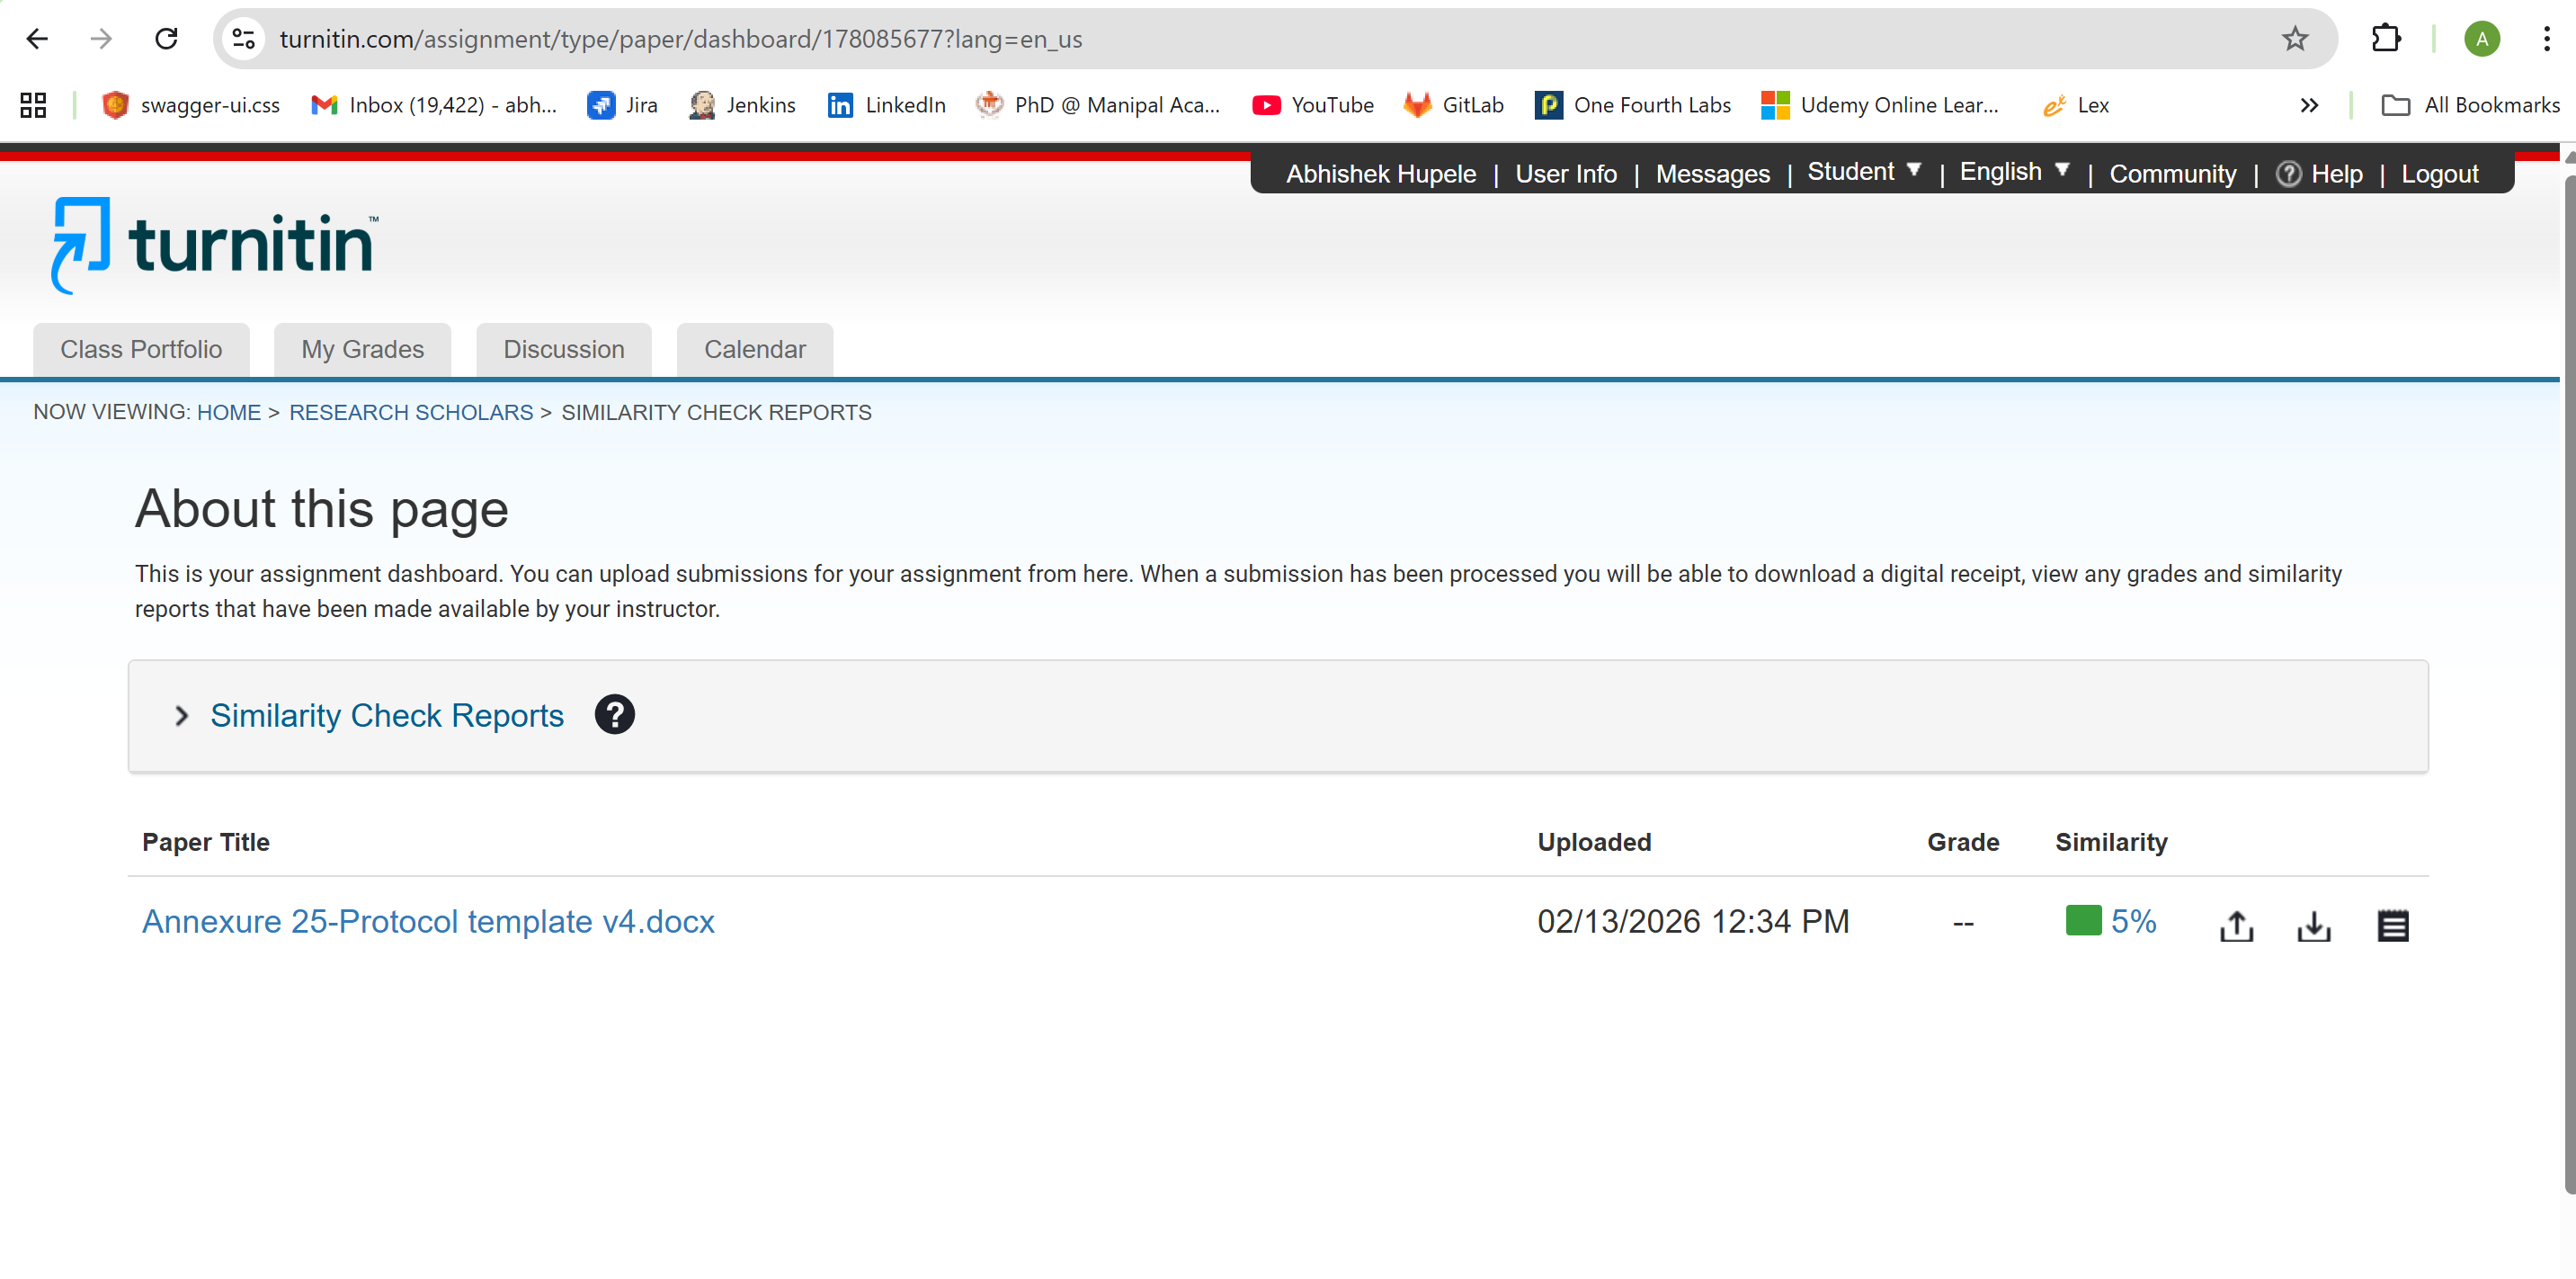 turnitin.com/assignment/type/paper/dashboard/178085677?lang=en_us
A
swagger-ui.css
Inbox (19,422) - abh...
Jira
Jenkins
LinkedIn
PhD @ Manipal Aca...
YouTube
GitLab
One Fourth Labs
Udemy Online Lear...
Lex
All Bookmarks
Abhishek Hupele | User Info | Messages | Student ▼ | English ▼ | Community | ? Help | Logout
turnitin™
Class Portfolio
My Grades
Discussion
Calendar
NOW VIEWING: HOME > RESEARCH SCHOLARS > SIMILARITY CHECK REPORTS
About this page
This is your assignment dashboard. You can upload submissions for your assignment from here. When a submission has been processed you will be able to download a digital receipt, view any grades and similarity
reports that have been made available by your instructor.
Similarity Check Reports ?
Paper Title Uploaded Grade Similarity
Annexure 25-Protocol template v4.docx 02/13/2026 12:34 PM -- 5%